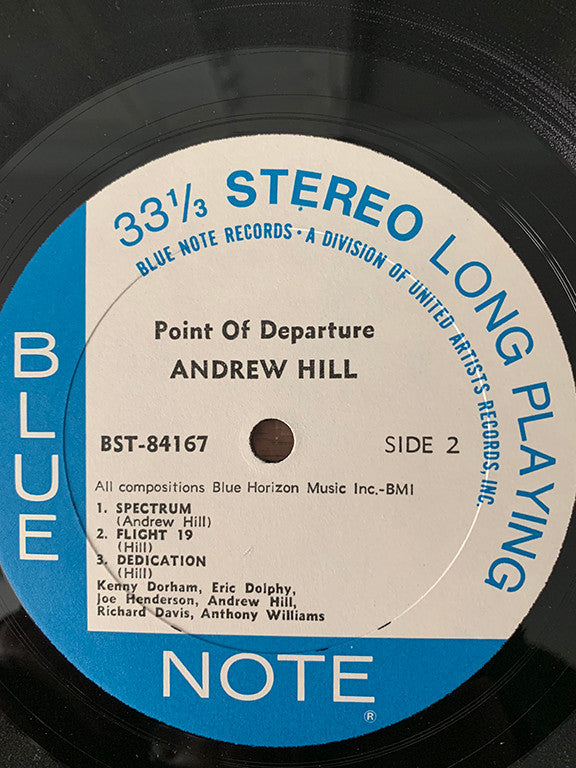 33⅓ STEREO LONG PLAYING
BLUE NOTE RECORDS · A DIVISION OF UNITED ARTISTS RECORDS, INC.
Point Of Departure
ANDREW HILL
BST-84167
SIDE 2
All compositions Blue Horizon Music Inc.-BMI
1. SPECTRUM
(Andrew Hill)
2. FLIGHT 19
(Hill)
3. DEDICATION
(Hill)
Kenny Dorham, Eric Dolphy,
Joe Henderson, Andrew Hill,
Richard Davis, Anthony Williams
BLUE
NOTE
®